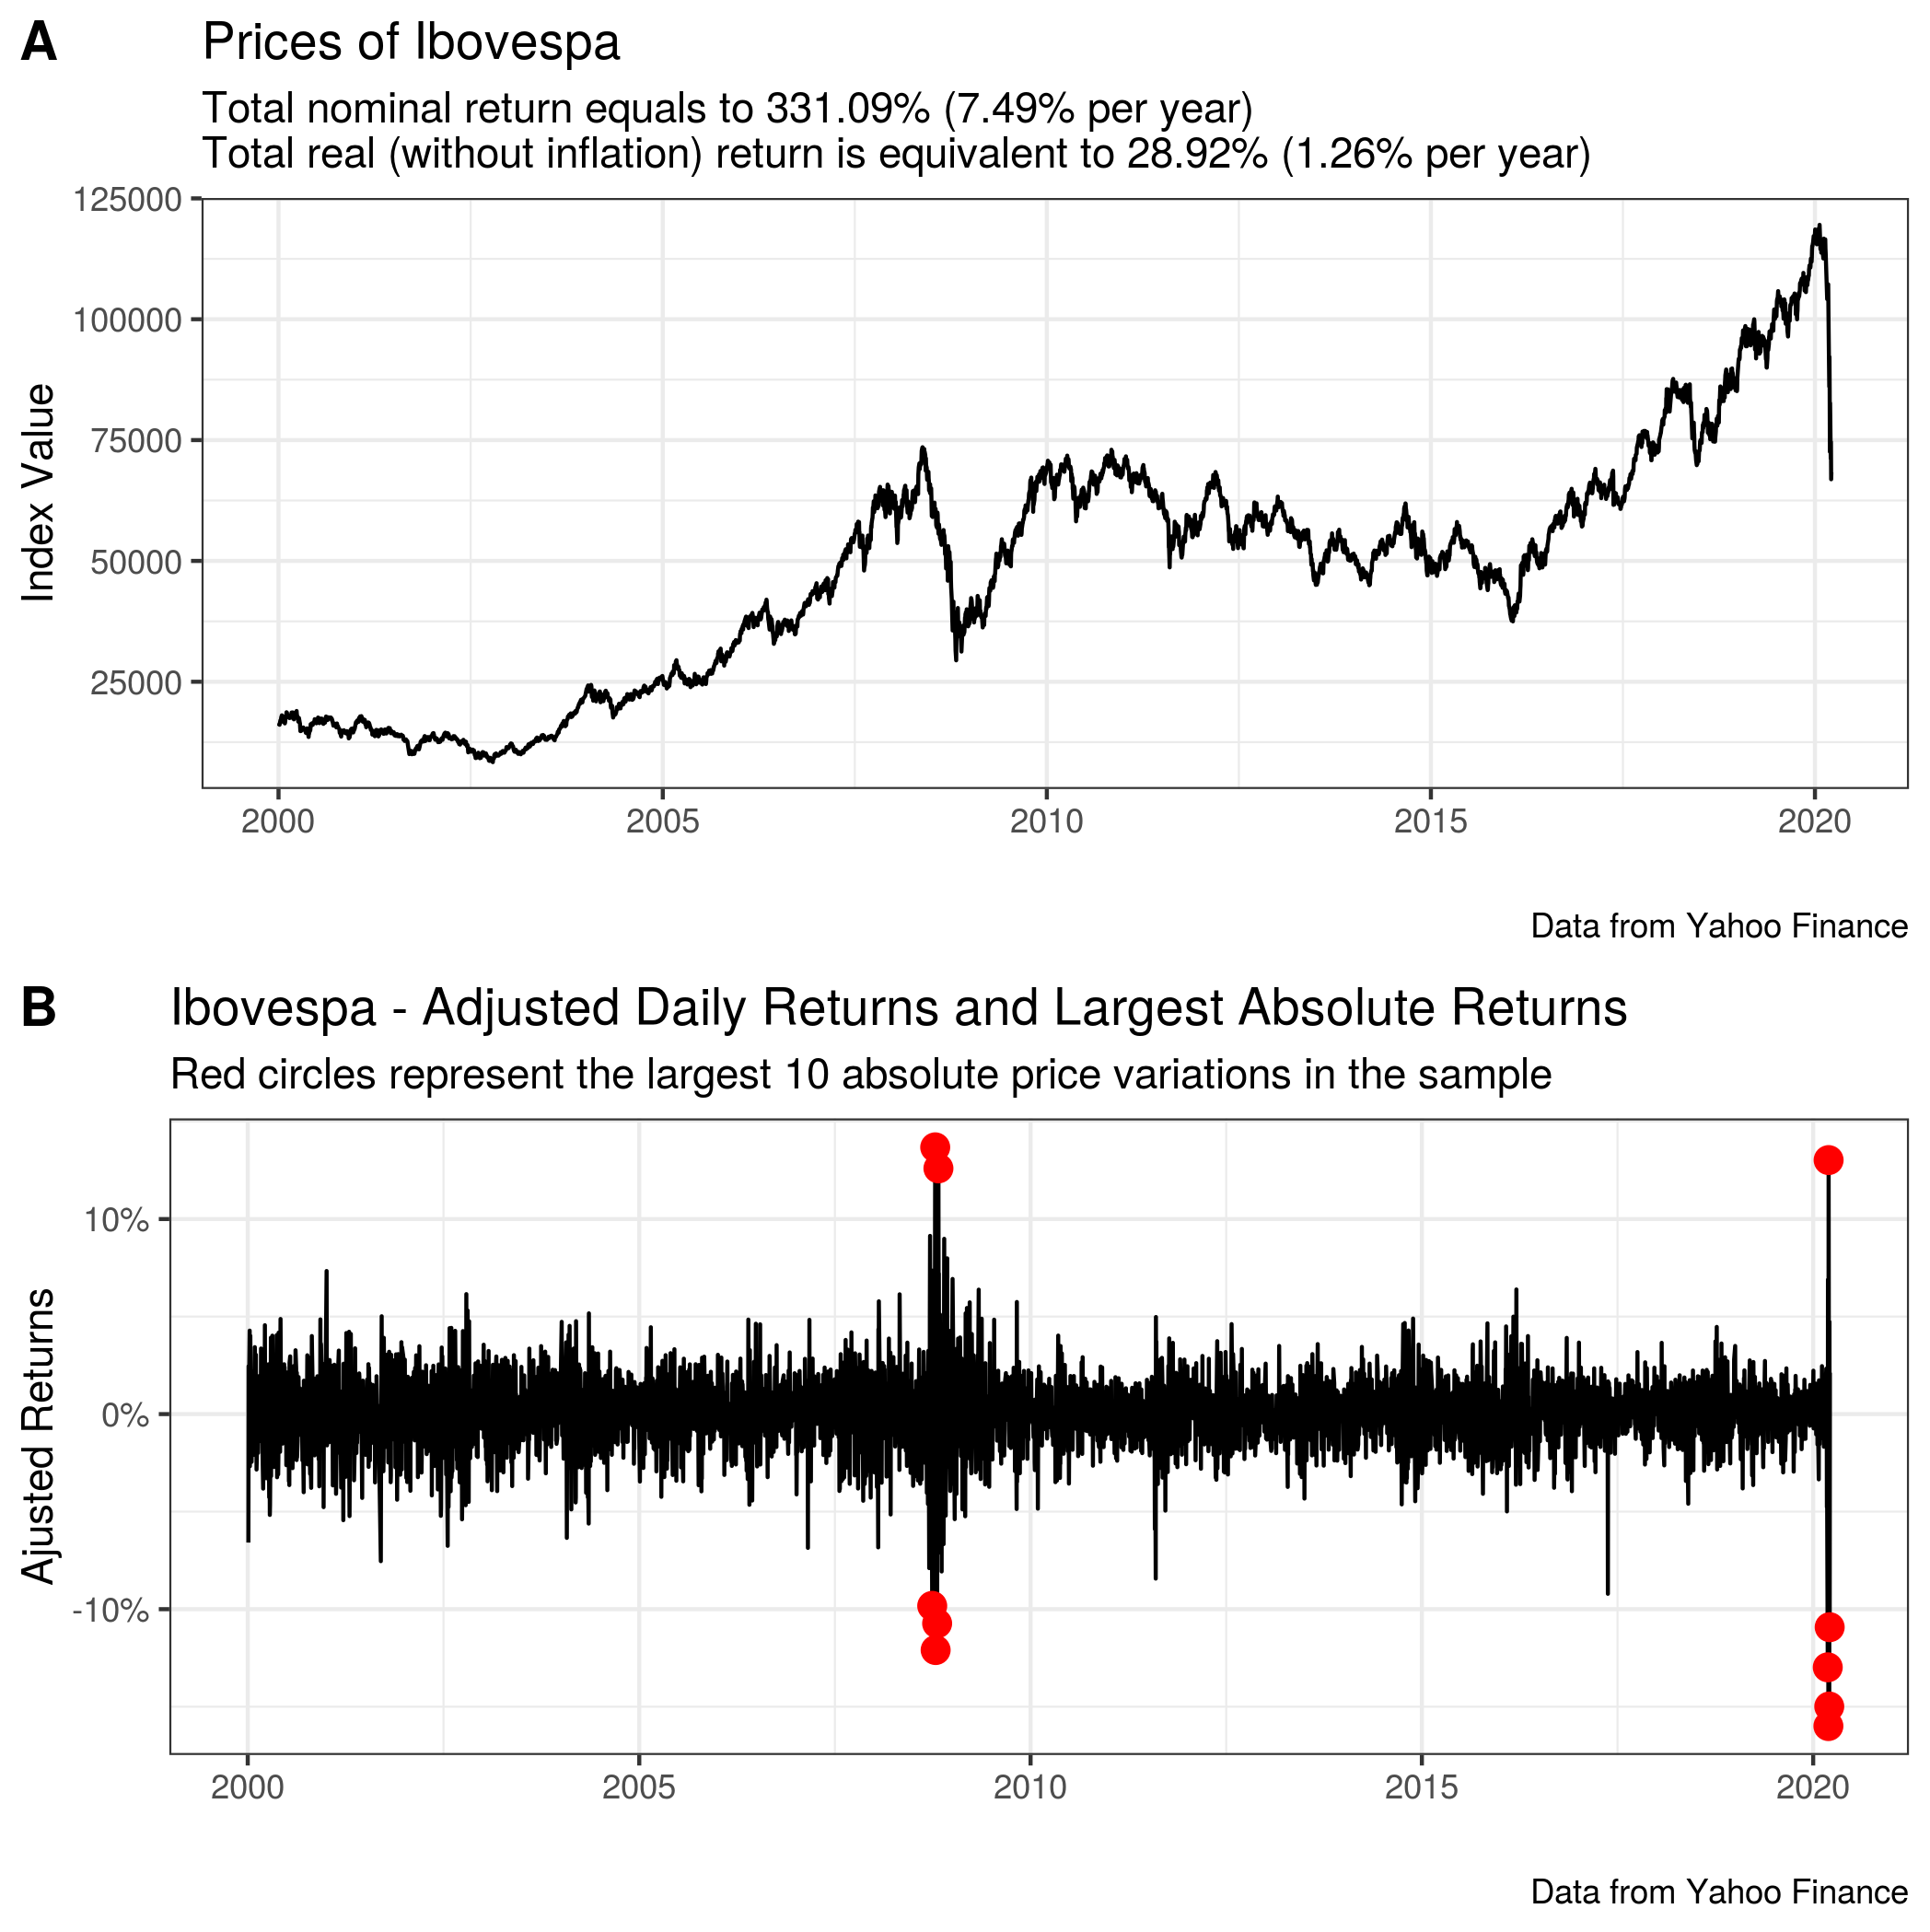 A
Prices of Ibovespa
Total nominal return equals to 331.09% (7.49% per year)
Total real (without inflation) return is equivalent to 28.92% (1.26% per year)
125000
100000
75000
50000
25000
Index Value
2000 2005 2010 2015 2020
Data from Yahoo Finance
B
Ibovespa - Adjusted Daily Returns and Largest Absolute Returns
Red circles represent the largest 10 absolute price variations in the sample
10%
0%
-10%
Ajusted Returns
2000 2005 2010 2015 2020
Data from Yahoo Finance